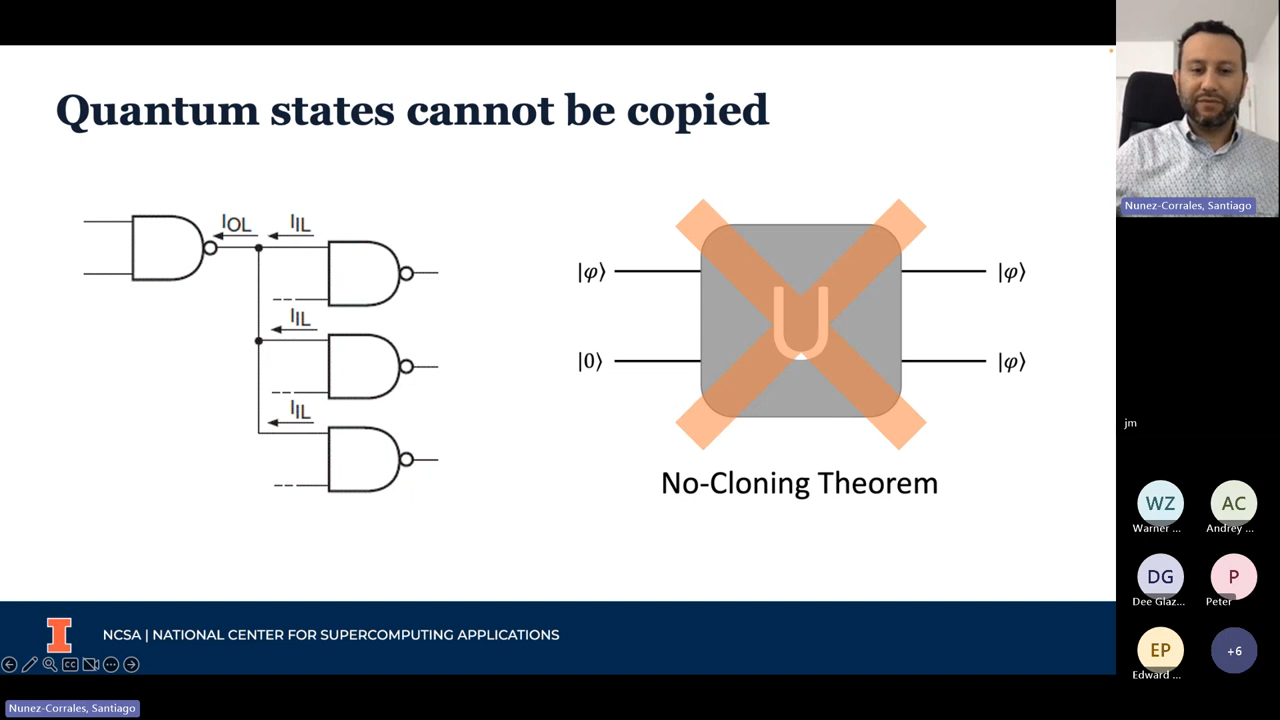 Quantum states cannot be copied
IOL
IIL
IIL
IIL
|φ⟩
|φ⟩
U
|0⟩
|φ⟩
No-Cloning Theorem
I
NCSA | NATIONAL CENTER FOR SUPERCOMPUTING APPLICATIONS
CC
Nunez-Corrales, Santiago
Nunez-Corrales, Santiago
jm
WZ
AC
Warner ...
Andrey ...
DG
P
Dee Glaz...
Peter
EP
+6
Edward ...